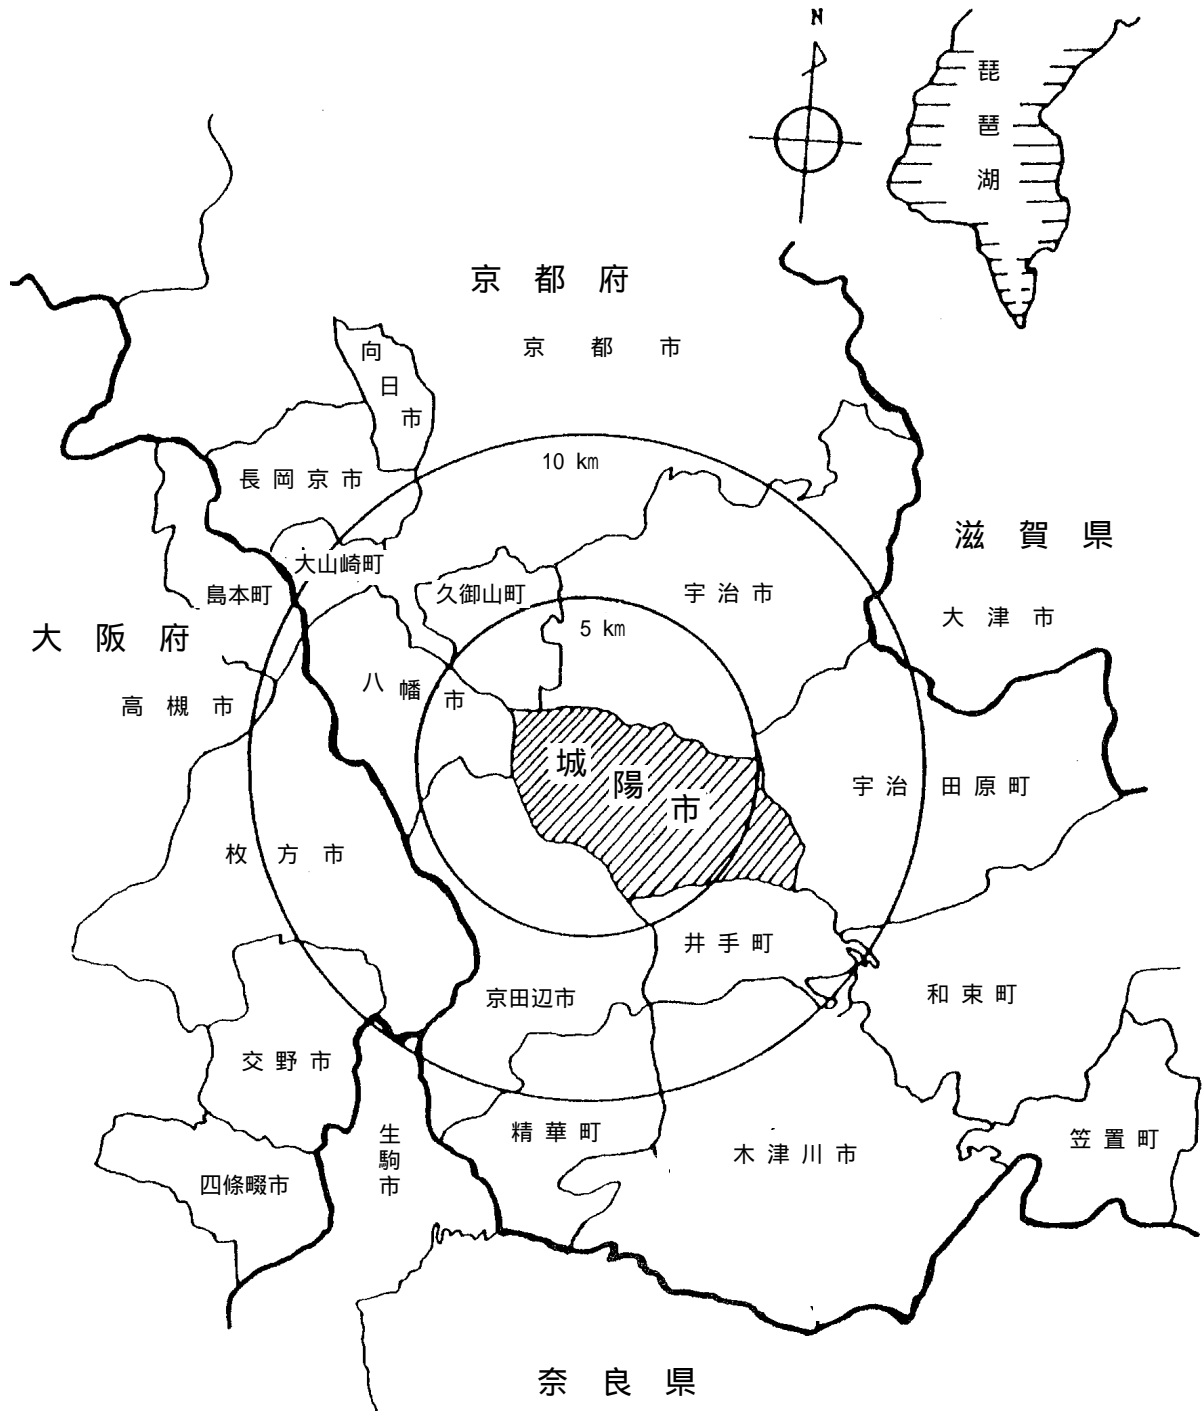 N
琵琶湖
京都府
京都市
向日市
10 km
長岡京市
滋賀県
大山崎町
島本町
久御山町
宇治市
大津市
5 km
大阪府
高槻市
八幡市
城陽市
宇治田原町
枚方市
井手町
京田辺市
和束町
交野市
精華町
生駒市
木津川市
笠置町
四條畷市
奈良県